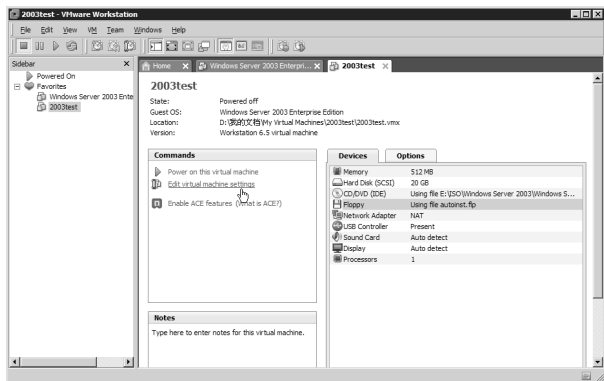 2003test - VMware Workstation
File Edit View VM Team Windows Help
Sidebar
Powered On
Favorites
Windows Server 2003 Ente
2003test
Home
Windows Server 2003 Enterpri...
2003test
2003test
State: Powered off
Guest OS: Windows Server 2003 Enterprise Edition
Location: D:\我的文档\My Virtual Machines\2003test\2003test.vmx
Version: Workstation 6.5 virtual machine
Commands
Power on this virtual machine
Edit virtual machine settings
Enable ACE features (What is ACE?)
Notes
Type here to enter notes for this virtual machine.
Devices Options
Memory 512 MB
Hard Disk (SCSI) 20 GB
CD/DVD (IDE) Using file E:\ISO\Windows Server 2003\Windows S...
Floppy Using file autoinst.flp
Network Adapter NAT
USB Controller Present
Sound Card Auto detect
Display Auto detect
Processors 1